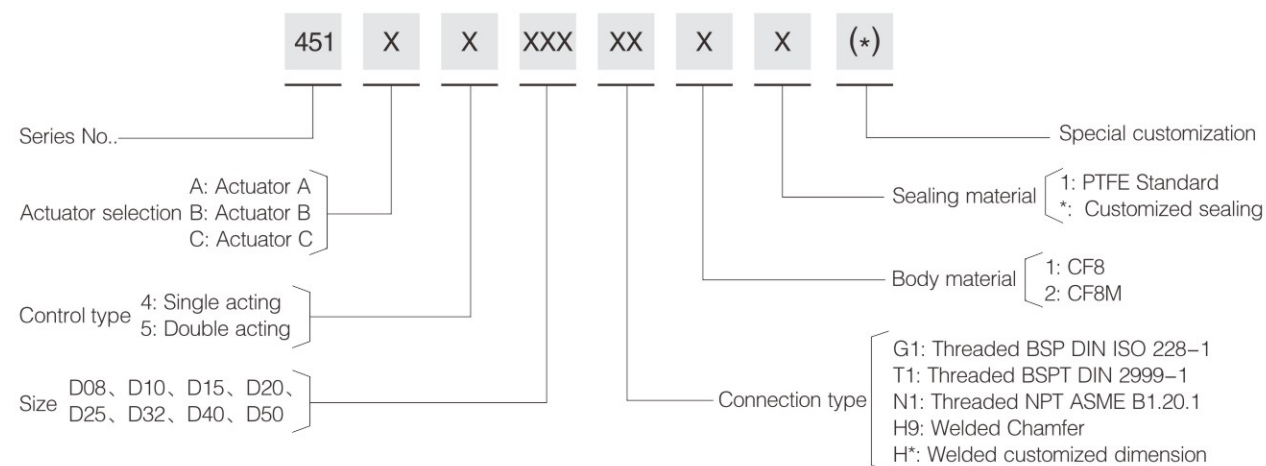 451 X X XXX XX X X (*)
Series No..
Special customization
Actuator selection
A: Actuator A
B: Actuator B
C: Actuator C
Sealing material
1: PTFE Standard
*: Customized sealing
Control type
4: Single acting
5: Double acting
Body material
1: CF8
2: CF8M
Size
D08、D10、D15、D20、
D25、D32、D40、D50
Connection type
G1: Threaded BSP DIN ISO 228–1
T1: Threaded BSPT DIN 2999–1
N1: Threaded NPT ASME B1.20.1
H9: Welded Chamfer
H*: Welded customized dimension